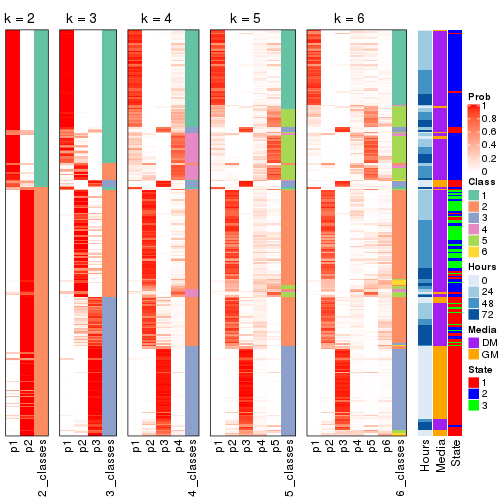 k = 2
k = 3
k = 4
k = 5
k = 6
p1
p2
2_classes
p1
p2
p3
3_classes
p1
p2
p3
p4
4_classes
p1
p2
p3
p4
p5
5_classes
p1
p2
p3
p4
p5
p6
6_classes
Hours
Media
State
Prob
1
0.8
0.6
0.4
0.2
0
Class
1
2
3
4
5
6
Hours
0
24
48
72
Media
DM
GM
State
1
2
3